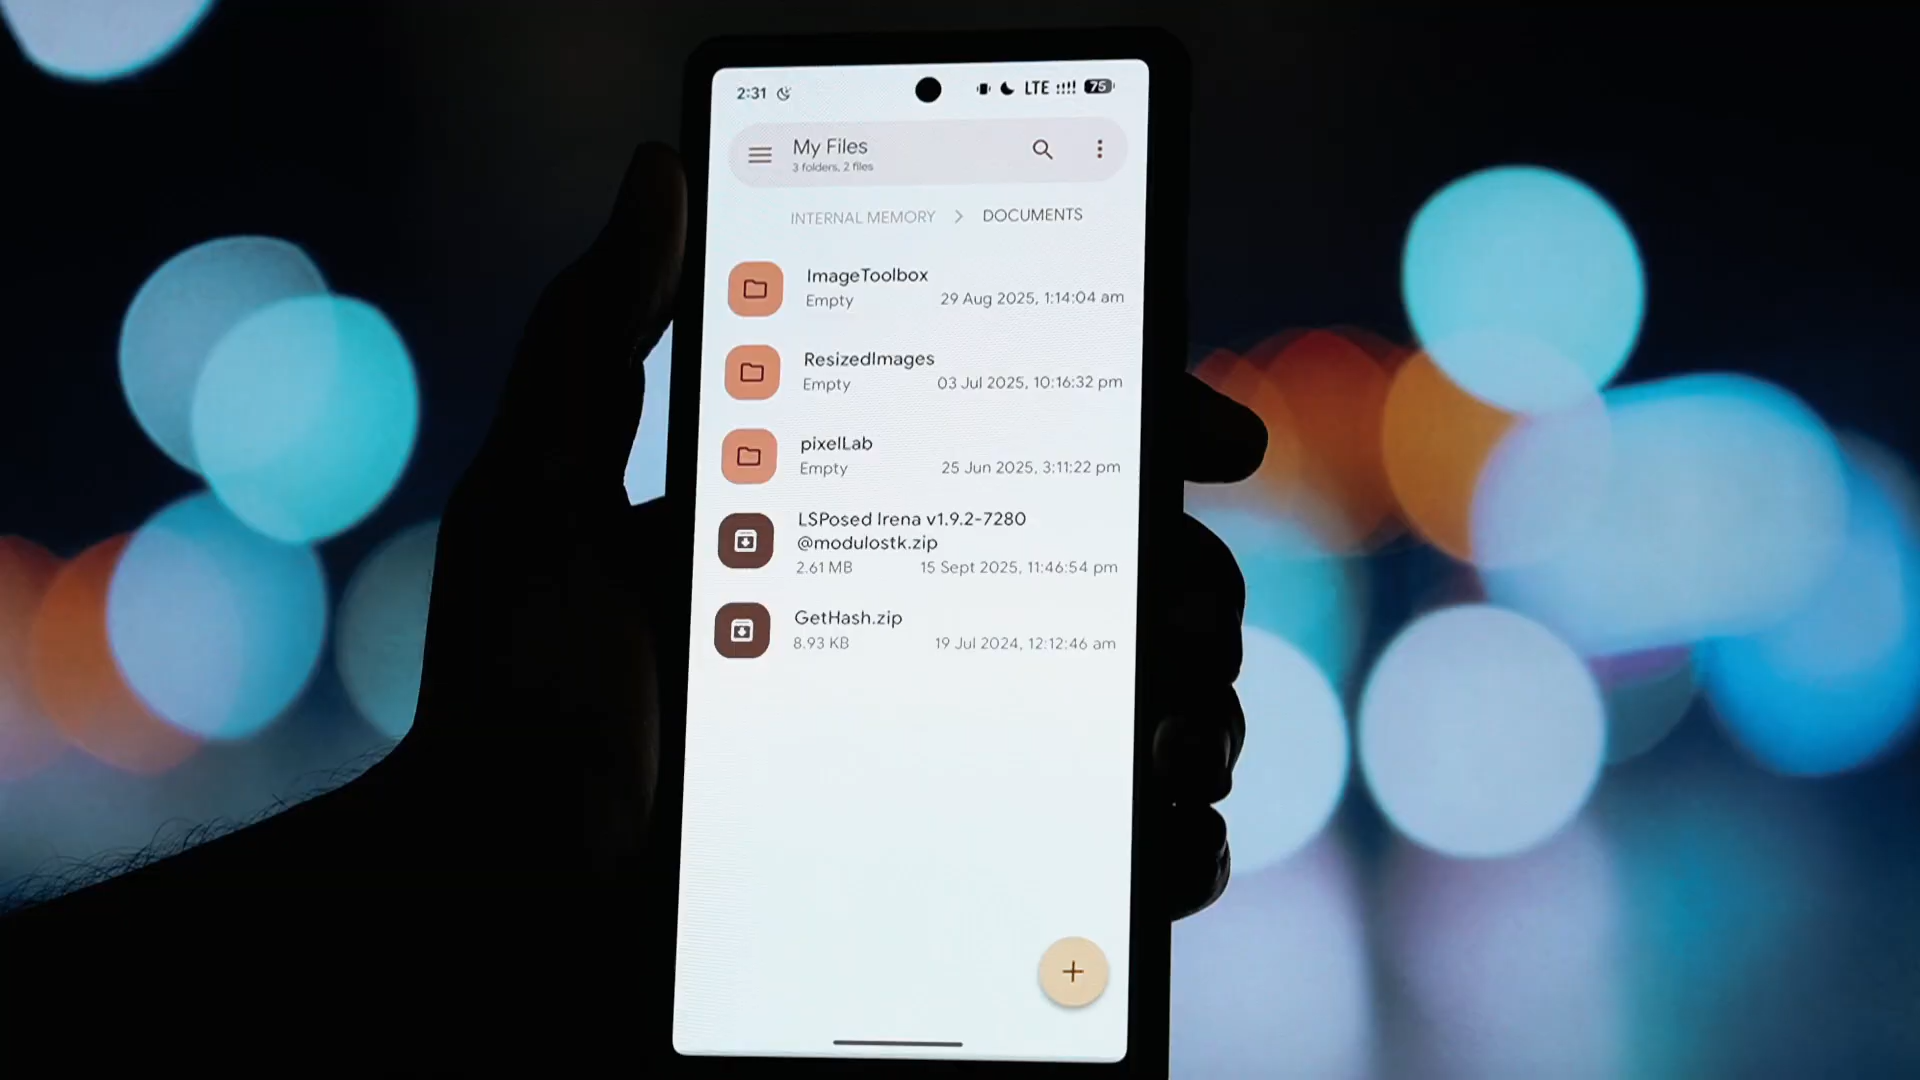 2:31 LTE 75
My Files
3 folders, 2 files
INTERNAL MEMORY > DOCUMENTS
ImageToolbox
Empty 29 Aug 2025, 1:14:04 am
ResizedImages
Empty 03 Jul 2025, 10:16:32 pm
pixelLab
Empty 25 Jun 2025, 3:11:22 pm
LSPosed Irena v1.9.2-7280
@modulostk.zip
2.61 MB 15 Sept 2025, 11:46:54 pm
GetHash.zip
8.93 KB 19 Jul 2024, 12:12:46 am